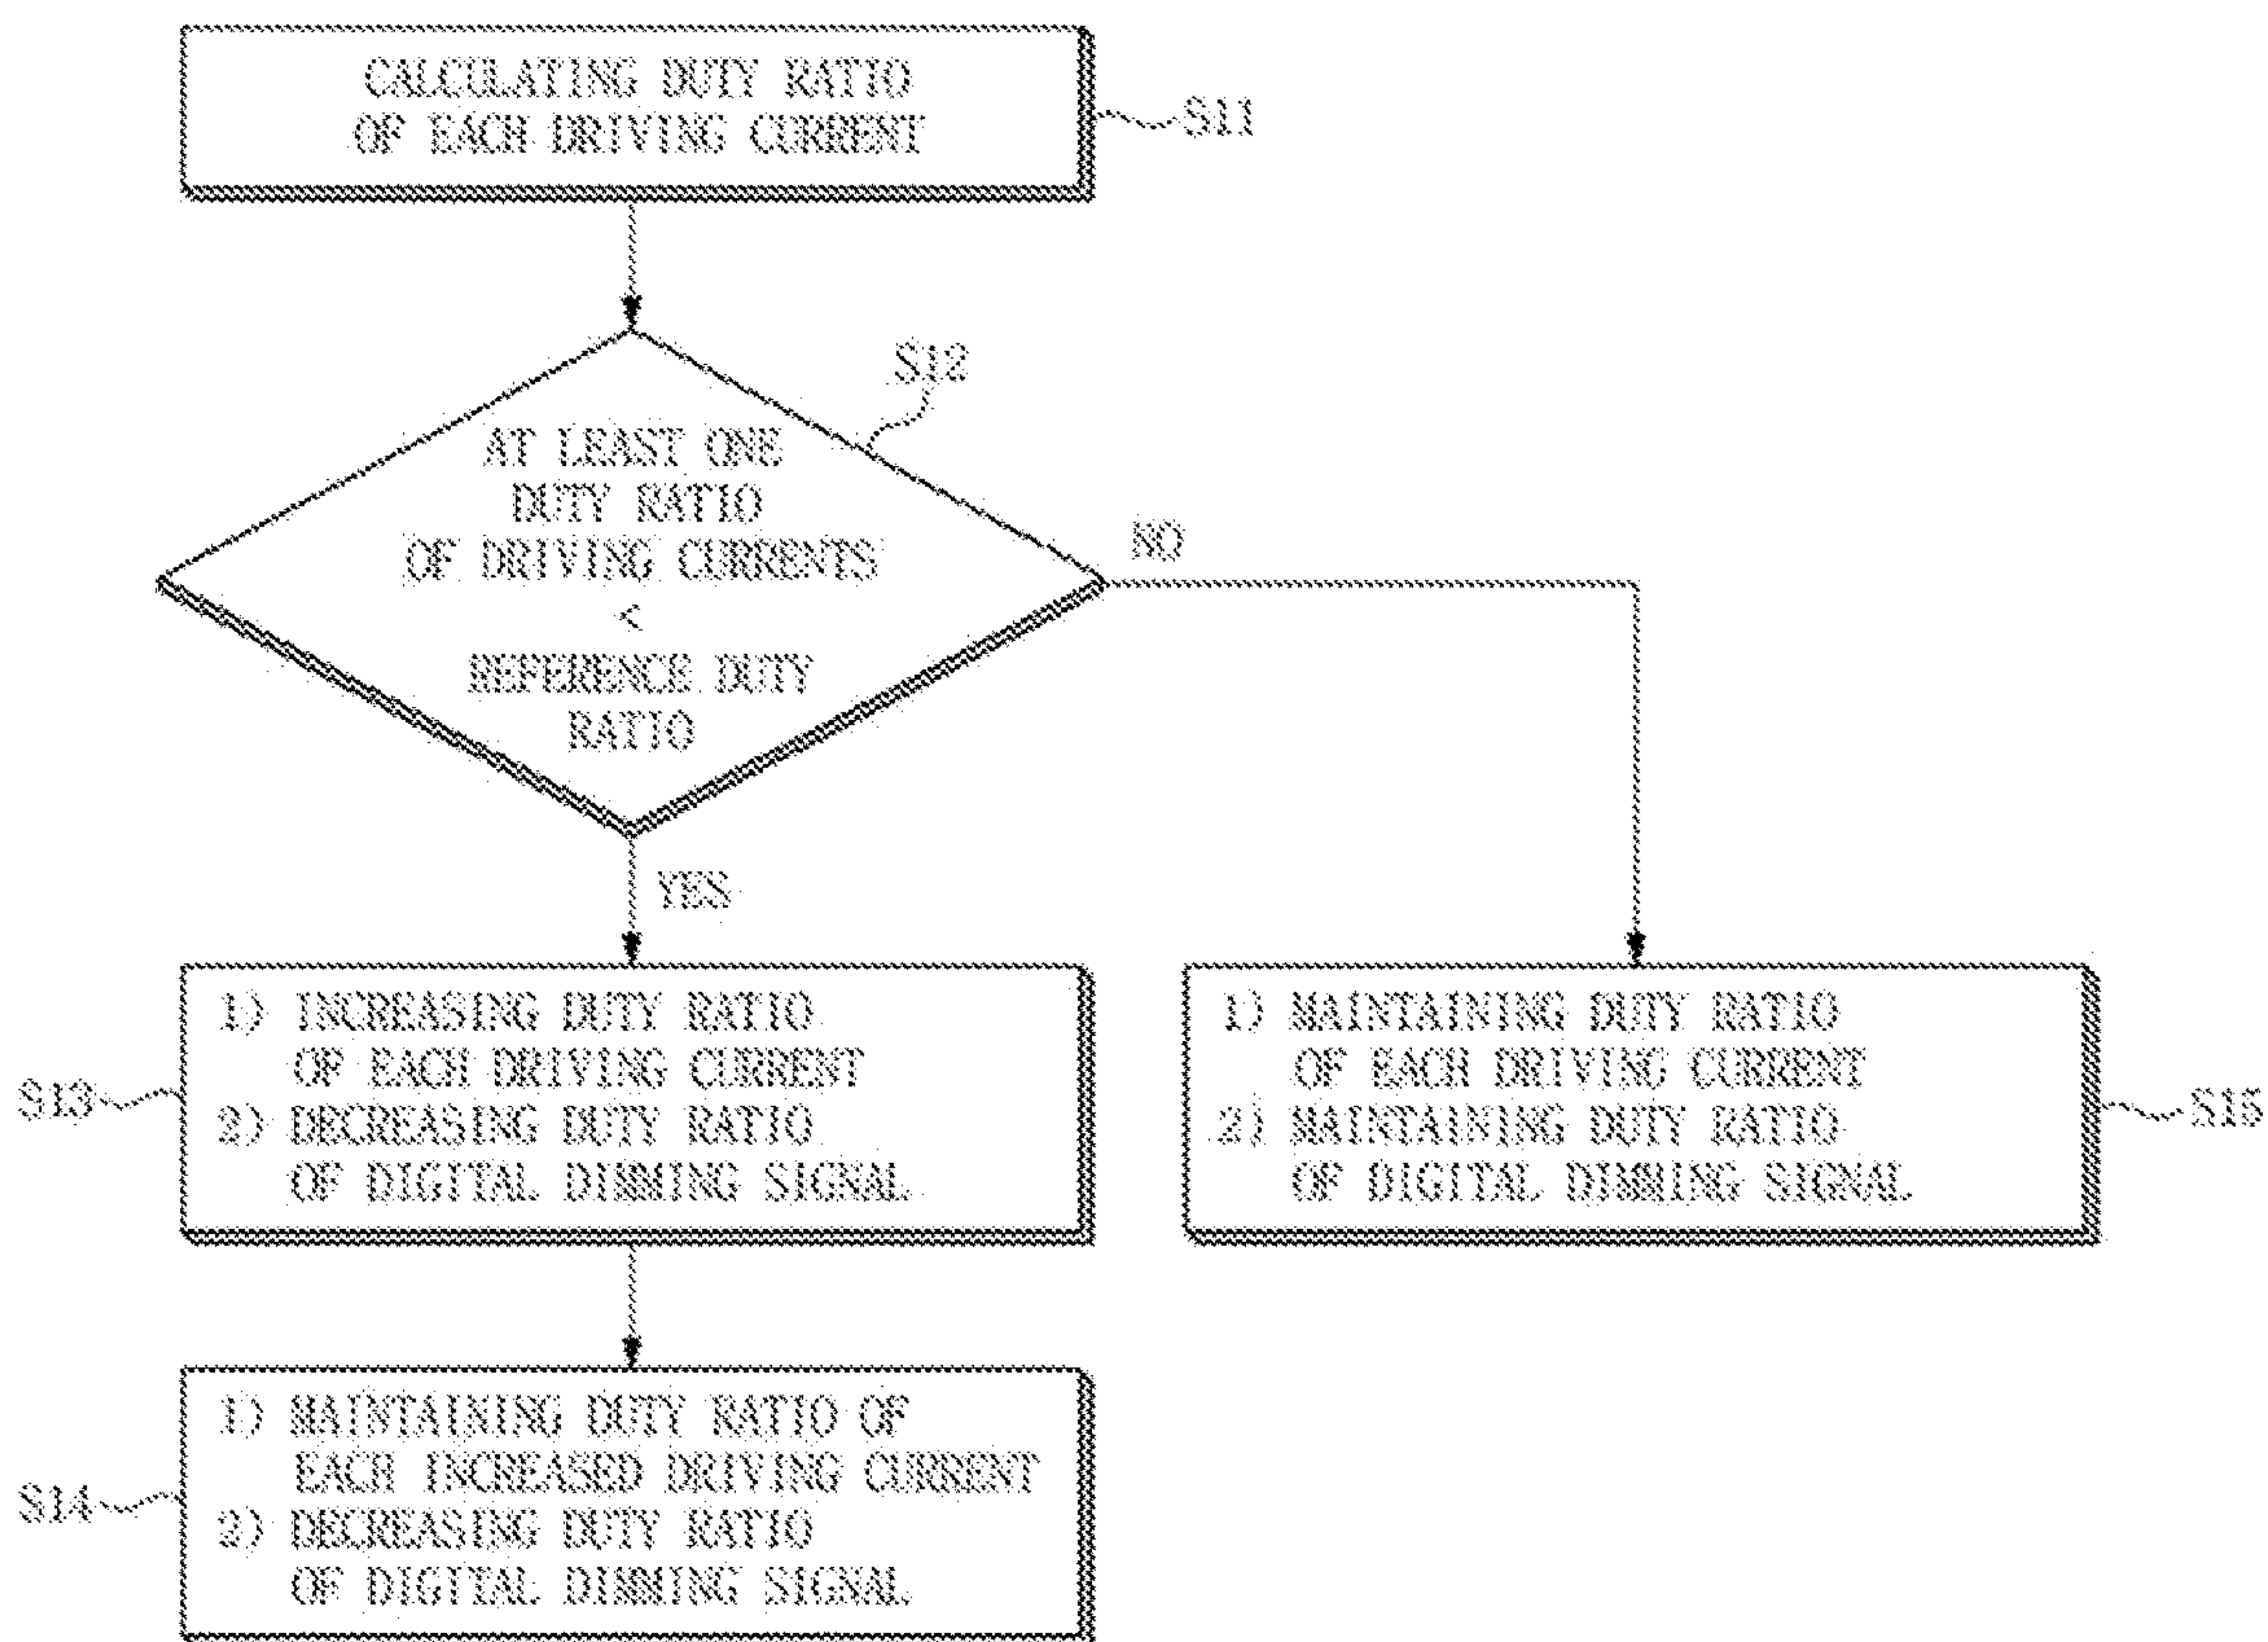 CALCULATING DUTY RATIO
OF EACH DRIVING CURRENT
S11
S12
AT LEAST ONE
DUTY RATIO
OF DRIVING CURRENTS
<
REFERENCE DUTY
RATIO
NO
YES
S13
1) INCREASING DUTY RATIO
OF EACH DRIVING CURRENT
2) DECREASING DUTY RATIO
OF DIGITAL DIMMING SIGNAL
1) MAINTAINING DUTY RATIO
OF EACH DRIVING CURRENT
2) MAINTAINING DUTY RATIO
OF DIGITAL DIMMING SIGNAL
S15
S14
1) MAINTAINING DUTY RATIO OF
EACH INCREASED DRIVING CURRENT
2) DECREASING DUTY RATIO
OF DIGITAL DIMMING SIGNAL